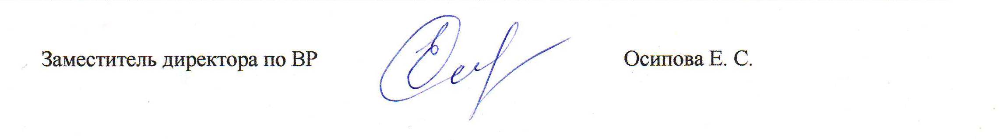 Заместитель директора по ВР Осипова Е. С.